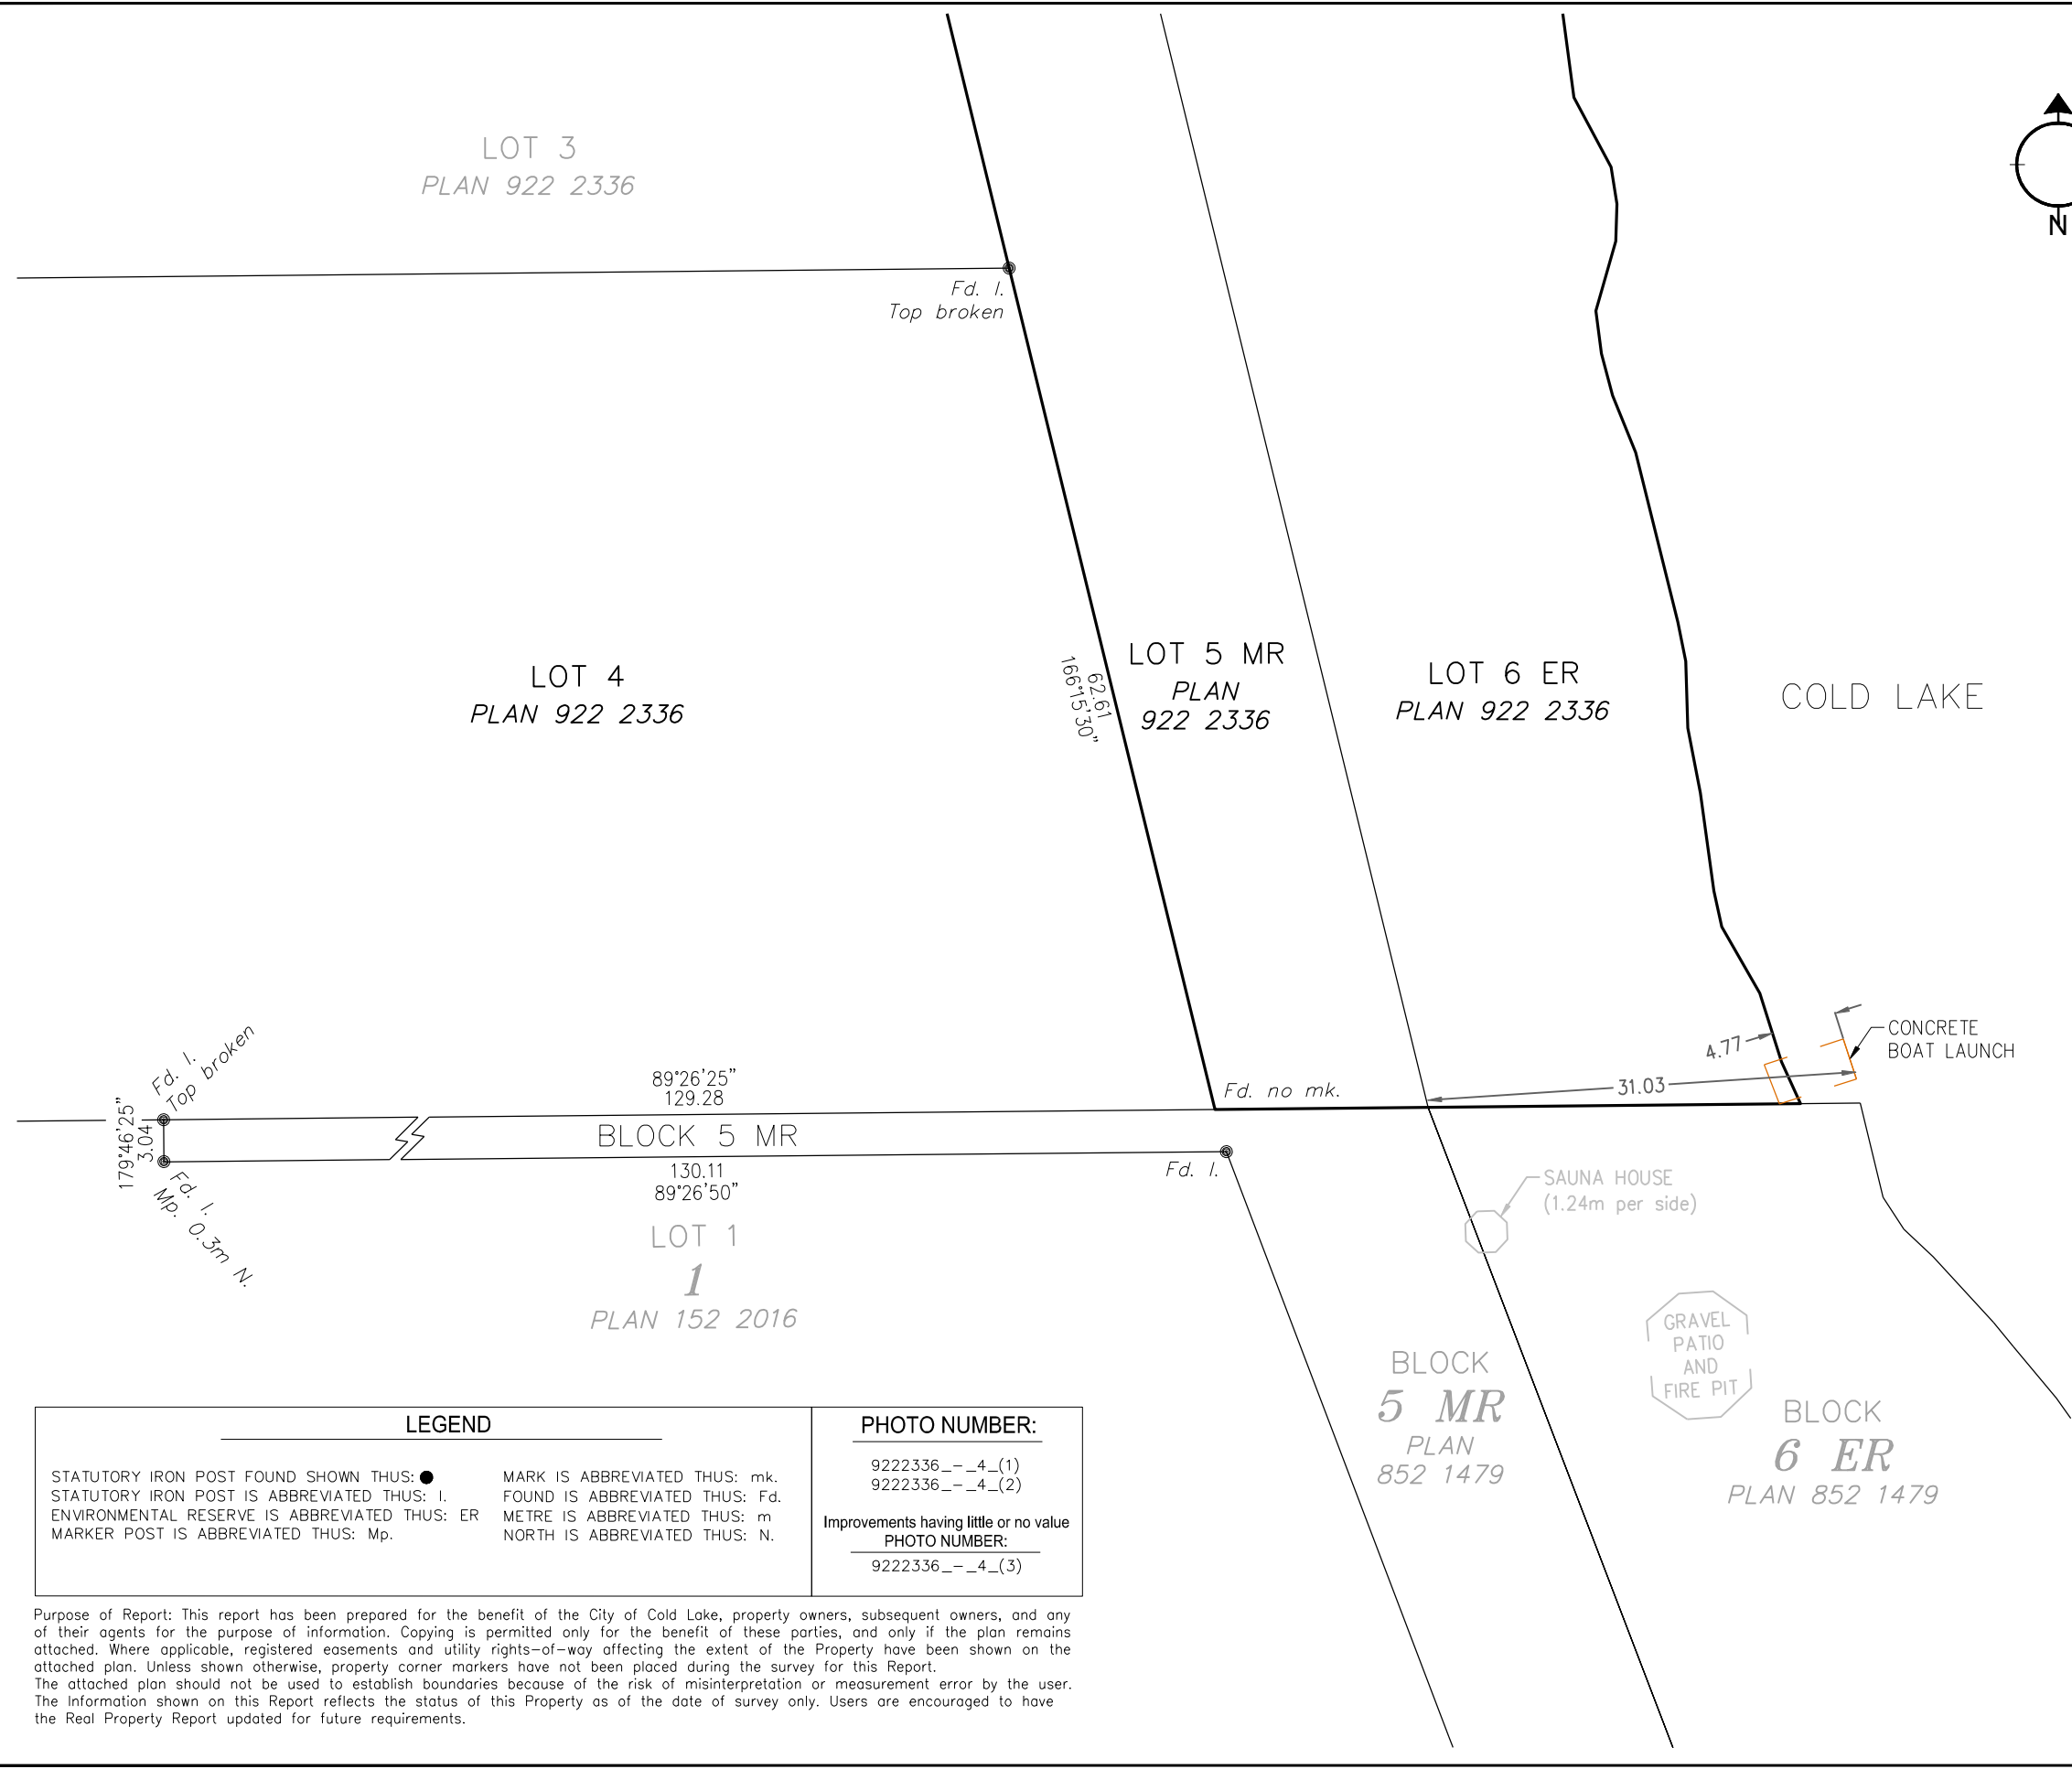 LOT 3
PLAN 922 2336
N
Fd. I.
Top broken
LOT 4
PLAN 922 2336
62.61
166°15'30"
LOT 5 MR
PLAN
922 2336
LOT 6 ER
PLAN 922 2336
COLD LAKE
4.77
CONCRETE
BOAT LAUNCH
31.03
Fd. I.
Top broken
89°26'25"
129.28
Fd. no mk.
179°46'25"
3.04
BLOCK 5 MR
Fd. I.
Mp. 0.3m N.
130.11
89°26'50"
Fd. I.
SAUNA HOUSE
(1.24m per side)
LOT 1
1
PLAN 152 2016
GRAVEL
PATIO
AND
FIRE PIT
BLOCK
5 MR
PLAN
852 1479
BLOCK
6 ER
PLAN 852 1479
LEGEND
STATUTORY IRON POST FOUND SHOWN THUS:
STATUTORY IRON POST IS ABBREVIATED THUS: I.
ENVIRONMENTAL RESERVE IS ABBREVIATED THUS: ER
MARKER POST IS ABBREVIATED THUS: Mp.
MARK IS ABBREVIATED THUS: mk.
FOUND IS ABBREVIATED THUS: Fd.
METRE IS ABBREVIATED THUS: m
NORTH IS ABBREVIATED THUS: N.
PHOTO NUMBER:
9222336_-_4_(1)
9222336_-_4_(2)
Improvements having little or no value
PHOTO NUMBER:
9222336_-_4_(3)
Purpose of Report: This report has been prepared for the benefit of the City of Cold Lake, property owners, subsequent owners, and any
of their agents for the purpose of information. Copying is permitted only for the benefit of these parties, and only if the plan remains
attached. Where applicable, registered easements and utility rights-of-way affecting the extent of the Property have been shown on the
attached plan. Unless shown otherwise, property corner markers have not been placed during the survey for this Report.
The attached plan should not be used to establish boundaries because of the risk of misinterpretation or measurement error by the user.
The Information shown on this Report reflects the status of this Property as of the date of survey only. Users are encouraged to have
the Real Property Report updated for future requirements.